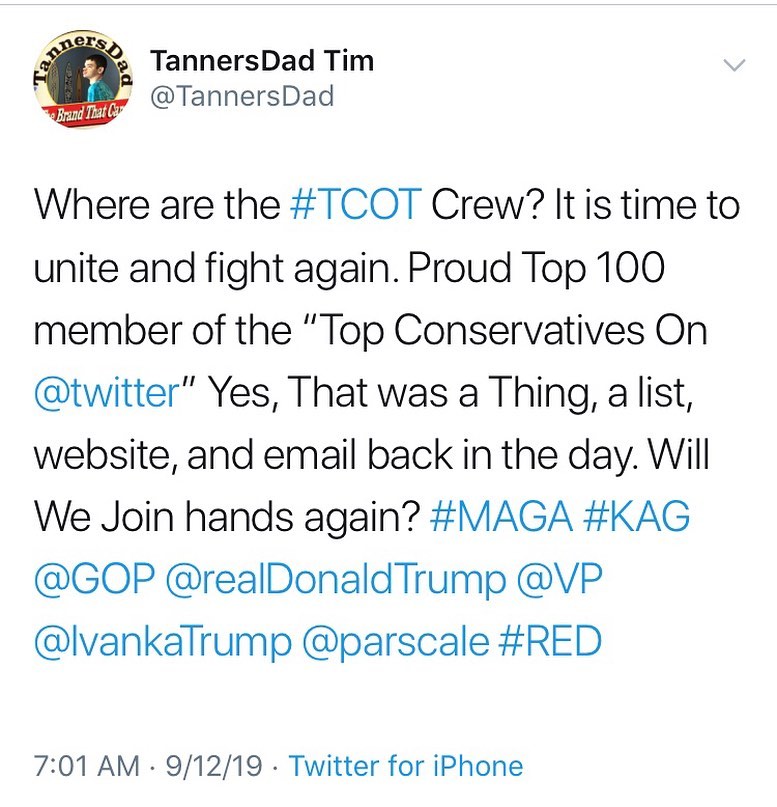 TannersDad
The Brand That Car
TannersDad Tim
@TannersDad
Where are the #TCOT Crew? It is time to
unite and fight again. Proud Top 100
member of the "Top Conservatives On
@twitter" Yes, That was a Thing, a list,
website, and email back in the day. Will
We Join hands again? #MAGA #KAG
@GOP @realDonaldTrump @VP
@IvankaTrump @parscale #RED
7:01 AM · 9/12/19 · Twitter for iPhone